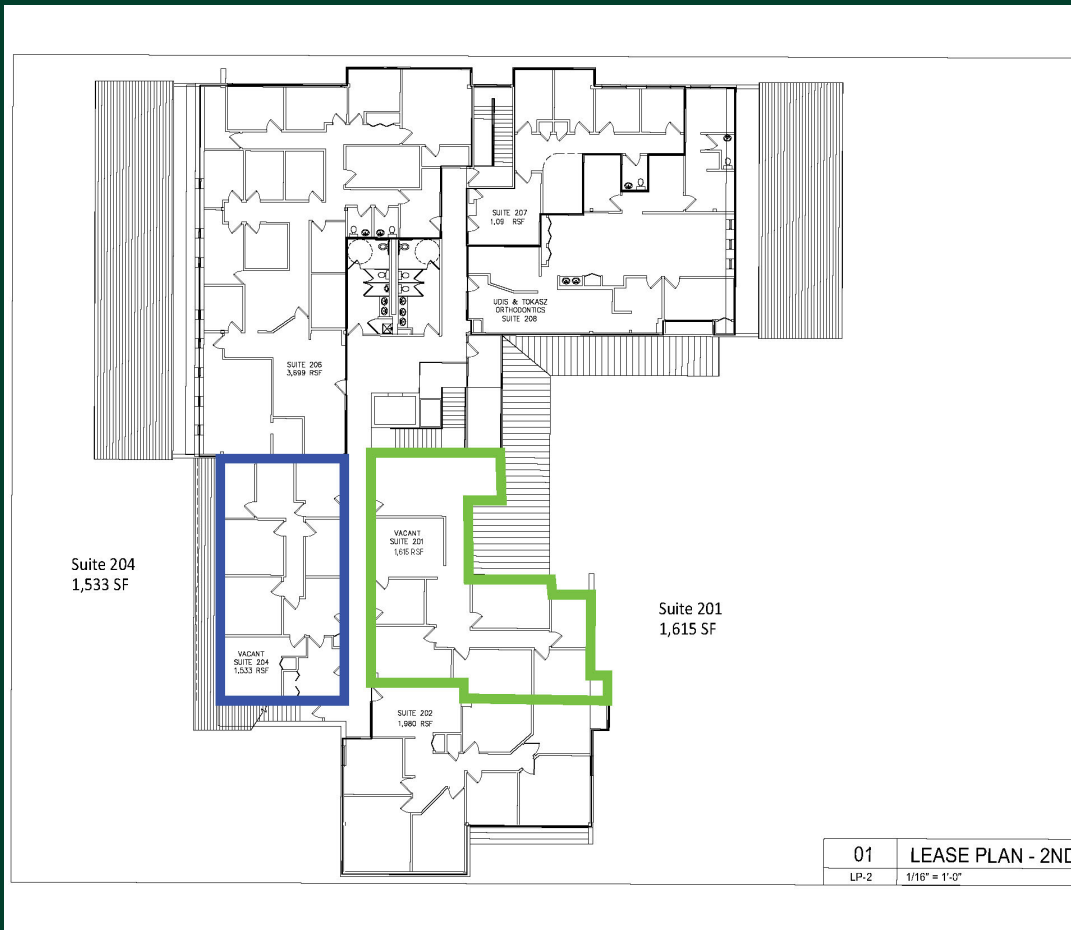 SUITE 207
1,09 RSF
UDIS & TOKASZ
ORTHODONTICS
SUITE 208
SUITE 206
3,699 RSF
VACANT
SUITE 201
1,615 RSF
Suite 204
1,533 SF
Suite 201
1,615 SF
VACANT
SUITE 204
1,533 RSF
SUITE 202
1,980 RSF
01 LEASE PLAN - 2ND
LP-2 1/16" = 1'-0"